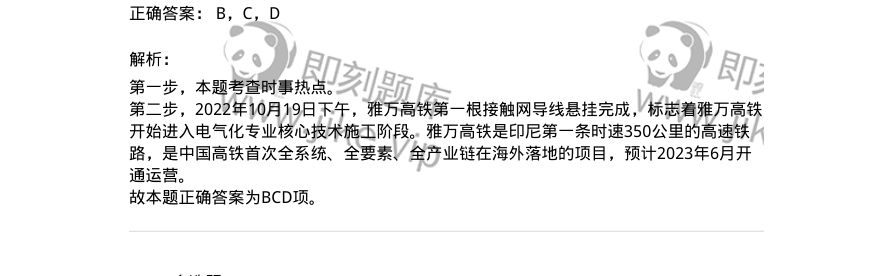 正确答案： B，C，D
解析：
第一步，本题考查时事热点。
第二步，2022年10月19日下午，雅万高铁第一根接触网导线悬挂完成，标志着雅万高铁
开始进入电气化专业核心技术施工阶段。雅万高铁是印尼第一条时速350公里的高速铁
路，是中国高铁首次全系统、全要素、全产业链在海外落地的项目，预计2023年6月开
通运营。
故本题正确答案为BCD项。
即刻题库
即刻